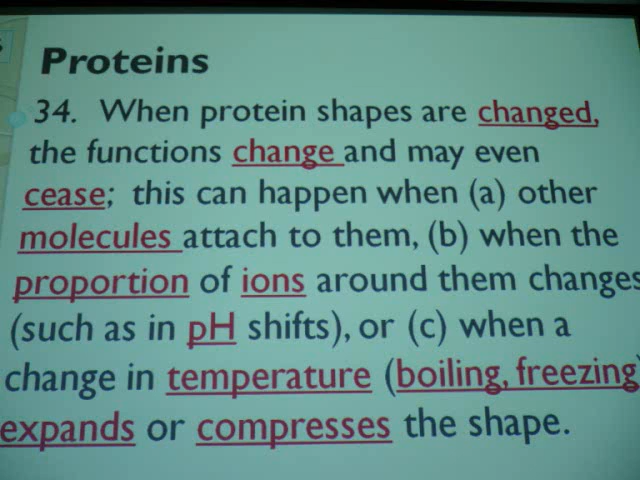 Proteins
34. When protein shapes are changed,
the functions change and may even
cease; this can happen when (a) other
molecules attach to them, (b) when the
proportion of ions around them changes
(such as in pH shifts), or (c) when a
change in temperature (boiling, freezing)
expands or compresses the shape.